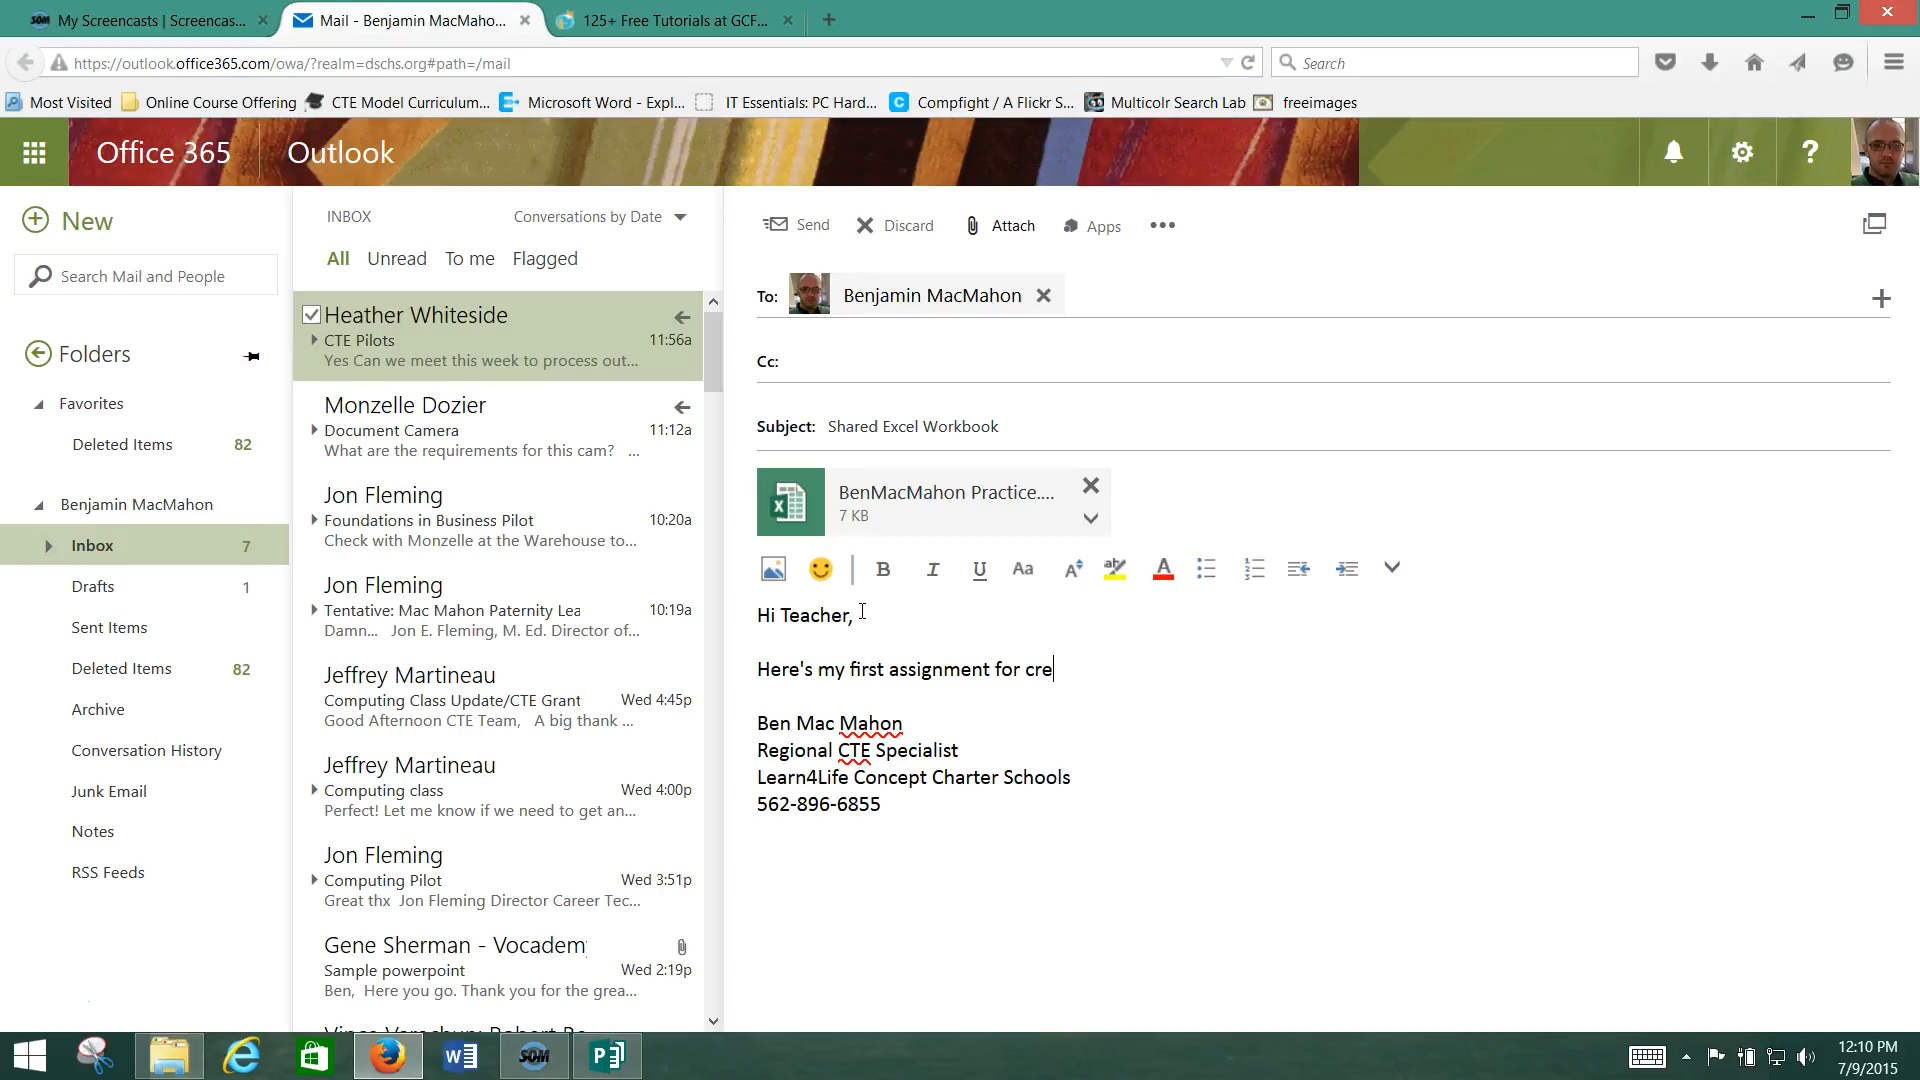 My Screencasts | Screencas...
Mail - Benjamin MacMaho...
125+ Free Tutorials at GCF...
https://outlook.office365.com/owa/?realm=dschs.org#path=/mail
Search
Most Visited
Online Course Offering
CTE Model Curriculum...
Microsoft Word - Expl...
IT Essentials: PC Hard...
Compfight / A Flickr S...
Multicolr Search Lab
freeimages
Office 365
Outlook
?
New
Search Mail and People
Folders
Favorites
Deleted Items 82
Benjamin MacMahon
Inbox 7
Drafts 1
Sent Items
Deleted Items 82
Archive
Conversation History
Junk Email
Notes
RSS Feeds
INBOX Conversations by Date
All Unread To me Flagged
Heather Whiteside
CTE Pilots 11:56a
Yes Can we meet this week to process out...
Monzelle Dozier
Document Camera 11:12a
What are the requirements for this cam? ...
Jon Fleming
Foundations in Business Pilot 10:20a
Check with Monzelle at the Warehouse to...
Jon Fleming
Tentative: Mac Mahon Paternity Lea 10:19a
Damn... Jon E. Fleming, M. Ed. Director of...
Jeffrey Martineau
Computing Class Update/CTE Grant Wed 4:45p
Good Afternoon CTE Team, A big thank ...
Jeffrey Martineau
Computing class Wed 4:00p
Perfect! Let me know if we need to get an...
Jon Fleming
Computing Pilot Wed 3:51p
Great thx Jon Fleming Director Career Tec...
Gene Sherman - Vocadem
Sample powerpoint Wed 2:19p
Ben, Here you go. Thank you for the grea...
Send Discard Attach Apps •••
To: Benjamin MacMahon
Cc:
Subject: Shared Excel Workbook
BenMacMahon Practice....
7 KB
B I U Aa A ab A
Hi Teacher,
Here's my first assignment for cre
Ben Mac Mahon
Regional CTE Specialist
Learn4Life Concept Charter Schools
562-896-6855
SOM
12:10 PM
7/9/2015